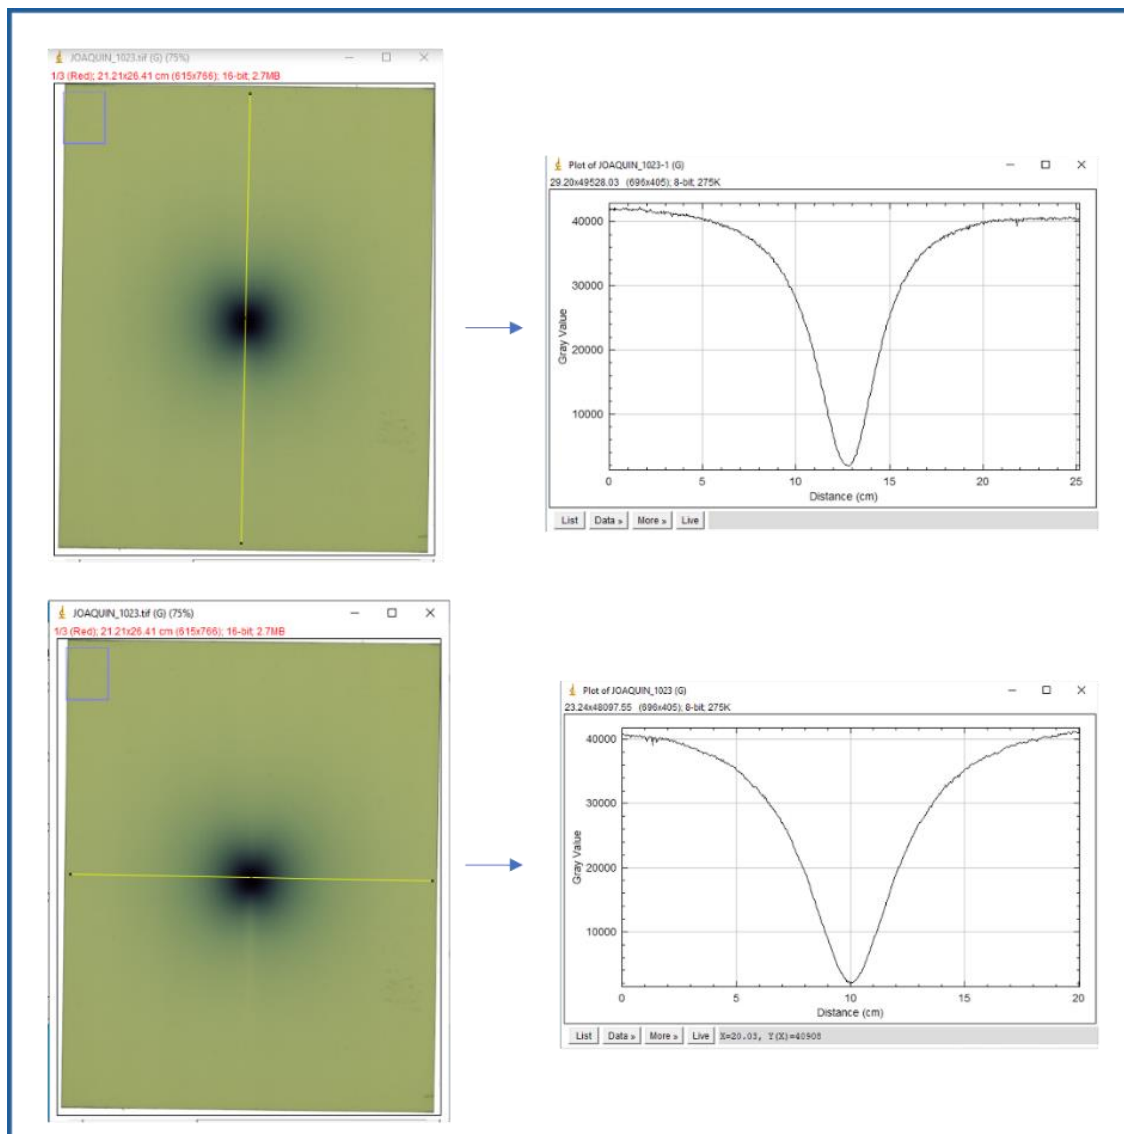 JOAQUIN_1023.tif (G) (75%)
1/3 (Red); 21.21x26.41 cm (615x766); 16-bit; 2.7MB
Plot of JOAQUIN_1023-1 (G)
29.20x49528.03 (696x405); 8-bit; 275K
40000
30000
20000
10000
Gray Value
0 5 10 15 20 25
Distance (cm)
List Data » More » Live
JOAQUIN_1023.tif (G) (75%)
1/3 (Red); 21.21x26.41 cm (615x766); 16-bit; 2.7MB
Plot of JOAQUIN_1023 (G)
23.24x48097.55 (696x405); 8-bit; 275K
40000
30000
20000
10000
Gray Value
0 5 10 15 20
Distance (cm)
List Data » More » Live X=20.03, Y(X)=40908